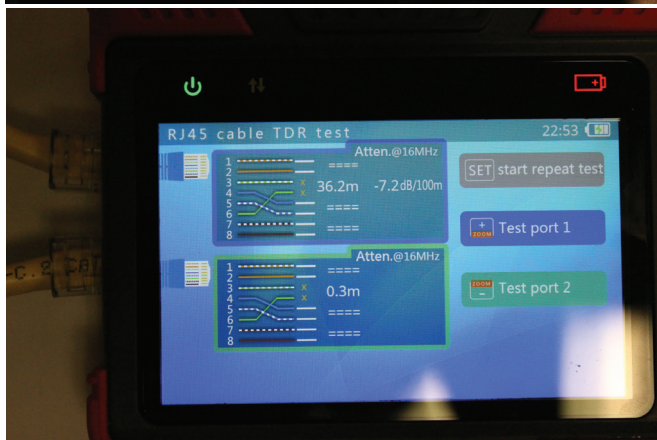 RJ45 cable TDR test
22:53
Atten.@16MHz
1 ====
2
3 x 36.2m -7.2dB/100m
4 x
5 ====
6
7 ====
8
SET start repeat test
+ ZOOM Test port 1
Atten.@16MHz
1 ====
2
3 x 0.3m
4 x
5 ====
6
7 ====
8
ZOOM - Test port 2